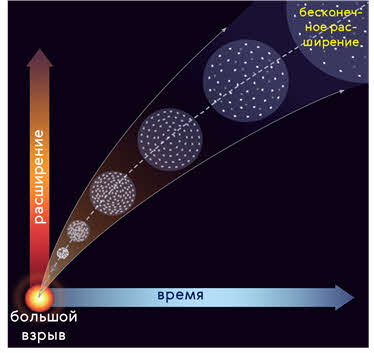 бесконеч-
ное рас-
ширение
расширение
время
большой
взрыв